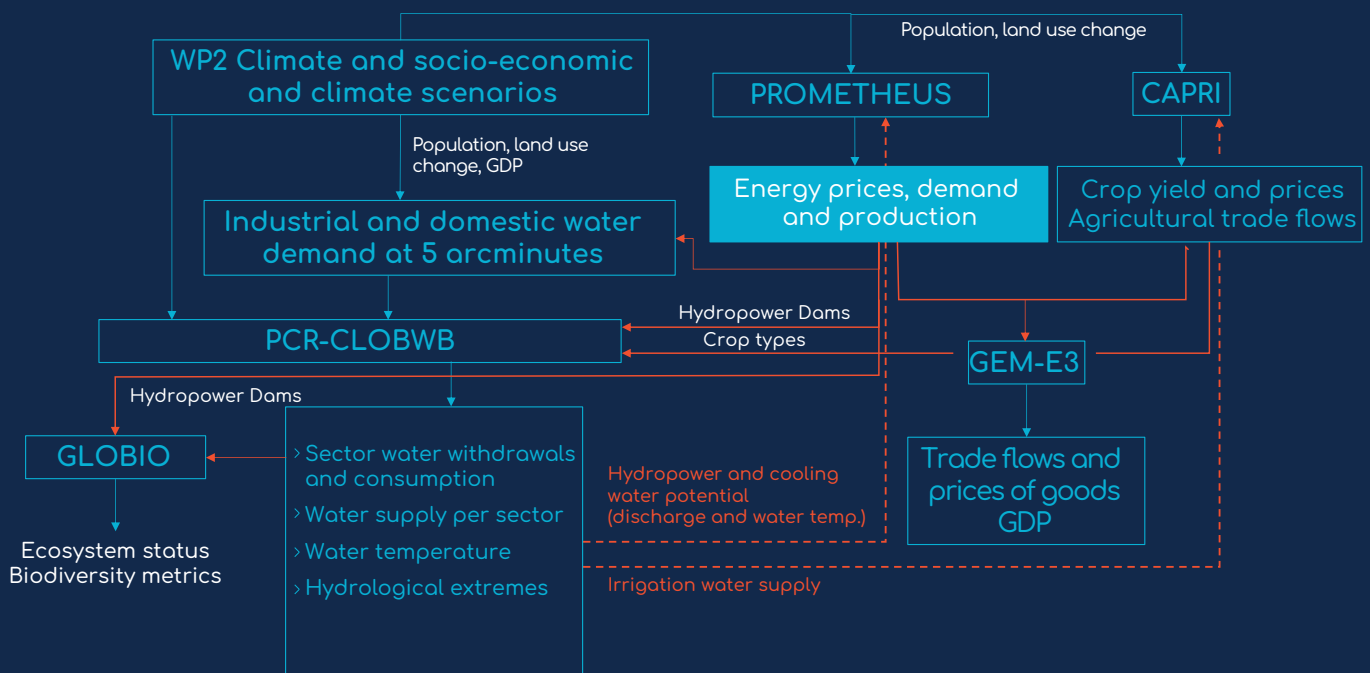 Population, land use change
WP2 Climate and socio-economic
and climate scenarios
PROMETHEUS
CAPRI
Population, land use
change, GDP
Energy prices, demand
and production
Crop yield and prices
Agricultural trade flows
Industrial and domestic water
demand at 5 arcminutes
Hydropower Dams
PCR-CLOBWB
Crop types
GEM-E3
Hydropower Dams
GLOBIO
> Sector water withdrawals
and consumption
> Water supply per sector
> Water temperature
> Hydrological extremes
Hydropower and cooling
water potential
(discharge and water temp.)
Trade flows and
prices of goods
GDP
Ecosystem status
Biodiversity metrics
Irrigation water supply